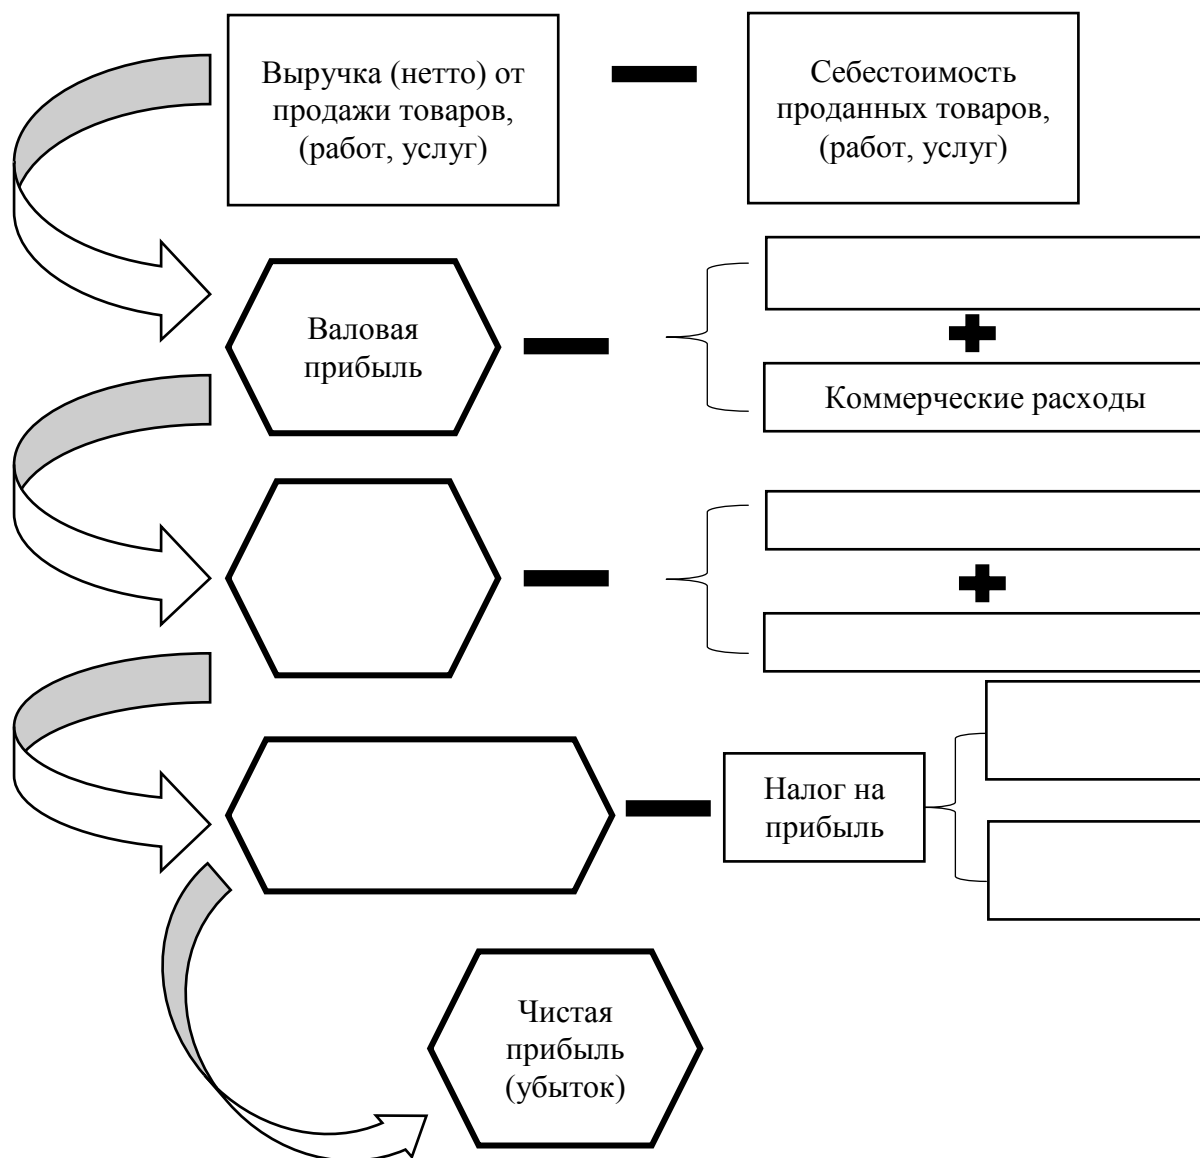 Выручка (нетто) от
продажи товаров,
(работ, услуг)
Себестоимость
проданных товаров,
(работ, услуг)
Валовая
прибыль
Коммерческие расходы
Налог на
прибыль
Чистая
прибыль
(убыток)